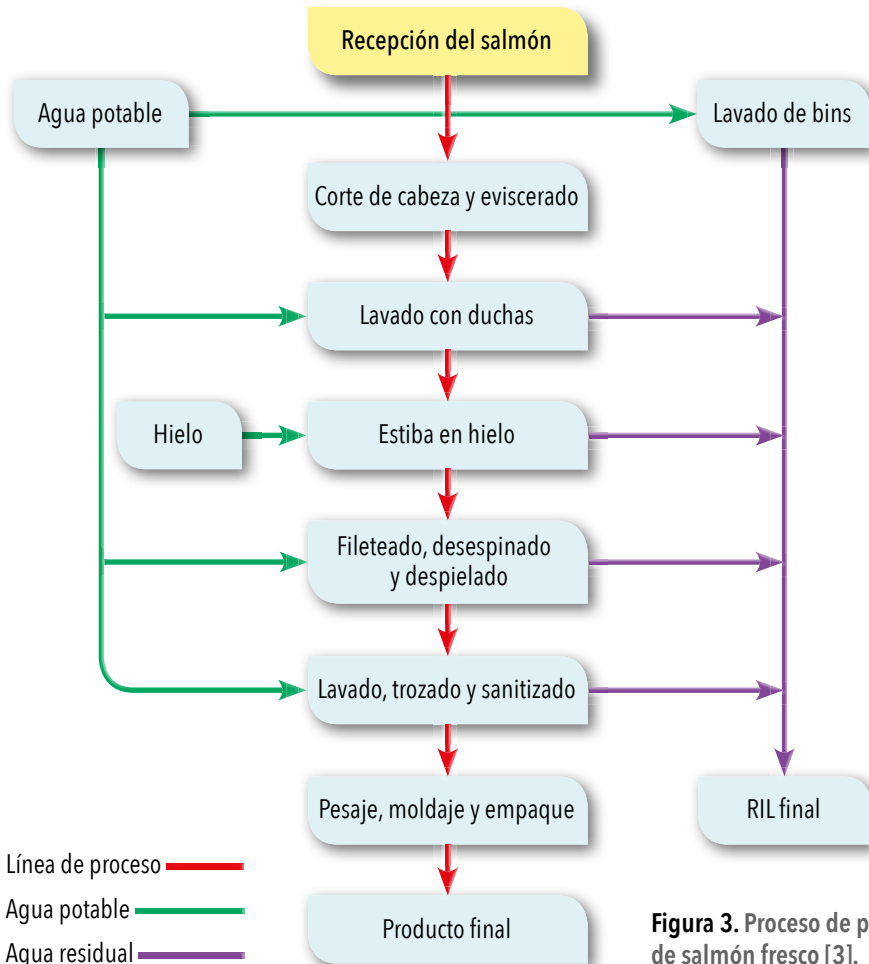 Recepción del salmón
Agua potable
Lavado de bins
Corte de cabeza y eviscerado
Lavado con duchas
Hielo
Estiba en hielo
Fileteado, desespinado
y despielado
Lavado, trozado y sanitizado
Pesaje, moldaje y empaque
RIL final
Producto final
Línea de proceso
Agua potable
Agua residual
Figura 3. Proceso de p
de salmón fresco [3].